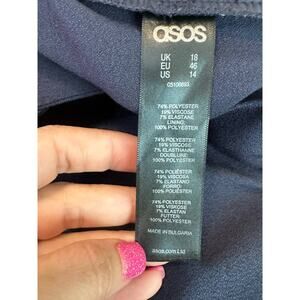 asos
UK 18
EU 46
US 14
74% POLYESTER
19% VISCOSE
7% ELASTANE
LINING:
100% POLYESTER
74% POLYESTER
19% VISCOSE
7% ELASTHANNE
DOUBLURE:
100% POLYESTER
74% POLIÉSTER
19% VISCOSA
7% ELASTANO
FORRO:
100% POLIÉSTER
74% POLYESTER
19% VISKOSE
7% ELASTAN
FUTTER:
100% POLYESTER
MADE IN BULGARIA
asos.com Ltd